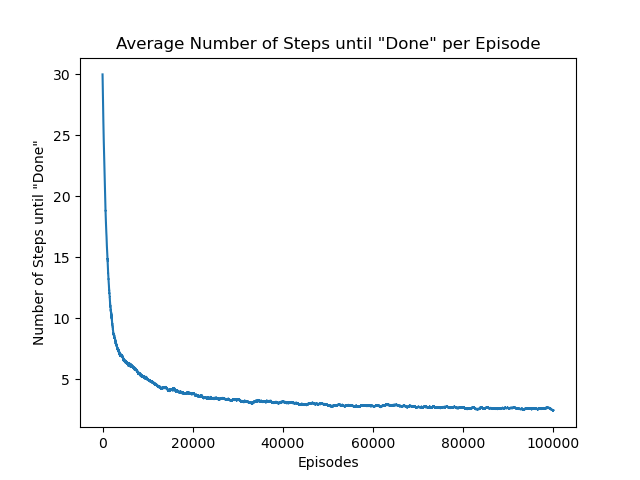 Average Number of Steps until "Done" per Episode
Number of Steps until "Done"
30
25
20
15
10
5
0 20000 40000 60000 80000 100000
Episodes